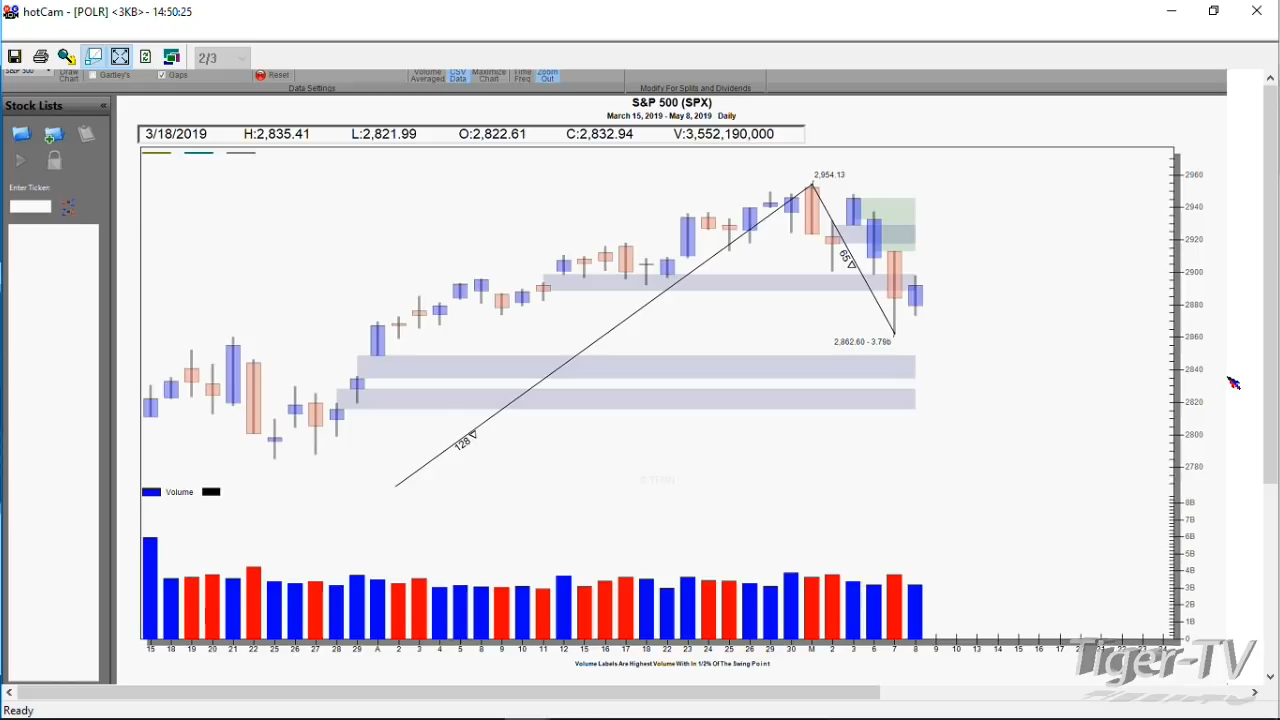 hotCam - [POLR] <3KB> - 14:50:25
2/3
S&P 500
Draw Chart
Gartley's
Gaps
Reset
Volume Averaged
CSV Data
Maximize Chart
Time Freq
Zoom Out
Data Settings
Modify For Splits and Dividends
Stock Lists
Enter Ticker:
S&P 500 (SPX)
March 15, 2019 - May 8, 2019 Daily
3/18/2019 H:2,835.41 L:2,821.99 O:2,822.61 C:2,832.94 V:3,552,190,000
2,954.13
65
2,862.60 - 3.79b
128
2960
2940
2920
2900
2880
2860
2840
2820
2800
2780
Volume
8B
7B
6B
5B
4B
3B
2B
1B
0
15 18 19 20 21 22 25 26 27 28 29 A 2 3 4 5 8 9 10 11 12 15 16 17 18 22 23 24 25 26 29 30 M 2 3 6 7 8 9 10 13 14 15 16 17
Volume Labels Are Highest Volume With In 1/2% Of The Swing Point
Tiger-TV
Ready